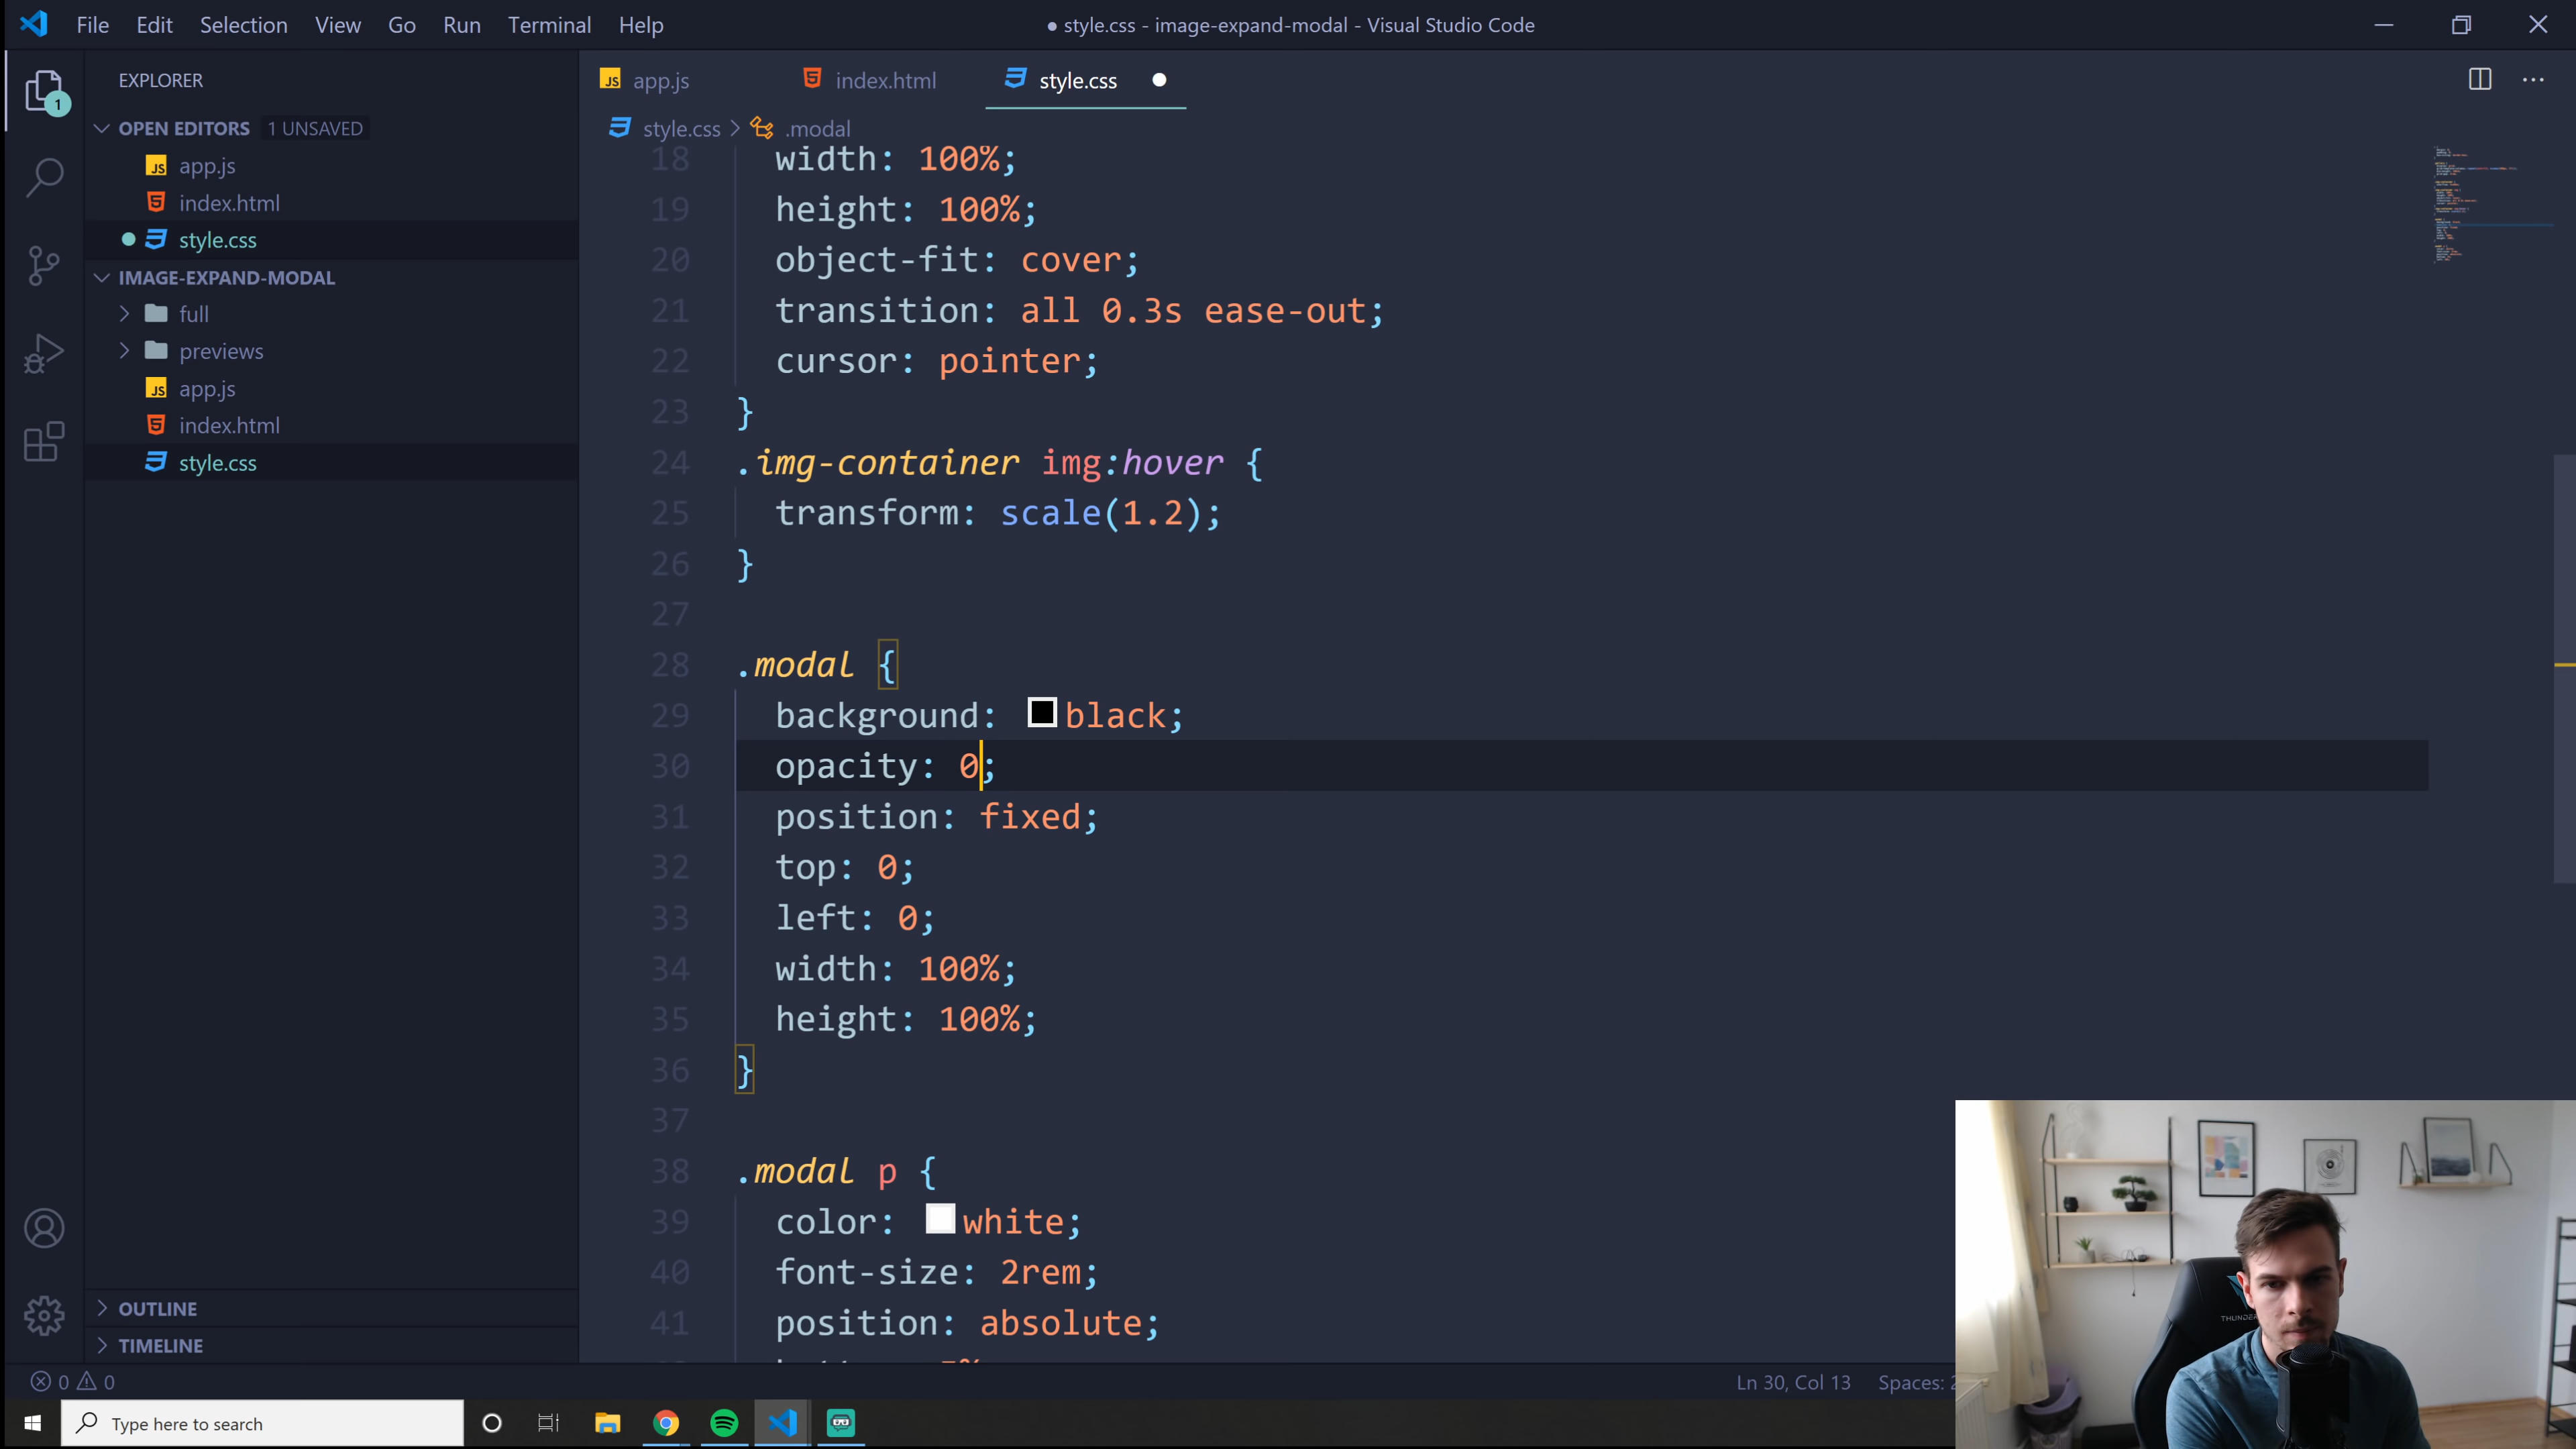 File Edit Selection View Go Run Terminal Help
● style.css - image-expand-modal - Visual Studio Code
EXPLORER
OPEN EDITORS 1 UNSAVED
JS app.js
index.html
style.css
IMAGE-EXPAND-MODAL
full
previews
JS app.js
index.html
style.css
OUTLINE
TIMELINE
1
JS app.js
index.html
style.css
style.css > .modal
18 width: 100%;
19 height: 100%;
20 object-fit: cover;
21 transition: all 0.3s ease-out;
22 cursor: pointer;
23 }
24 .img-container img:hover {
25 transform: scale(1.2);
26 }
27
28 .modal {
29 background: black;
30 opacity: 0;
31 position: fixed;
32 top: 0;
33 left: 0;
34 width: 100%;
35 height: 100%;
36 }
37
38 .modal p {
39 color: white;
40 font-size: 2rem;
41 position: absolute;
0 0
Ln 30, Col 13 Spaces:
Type here to search